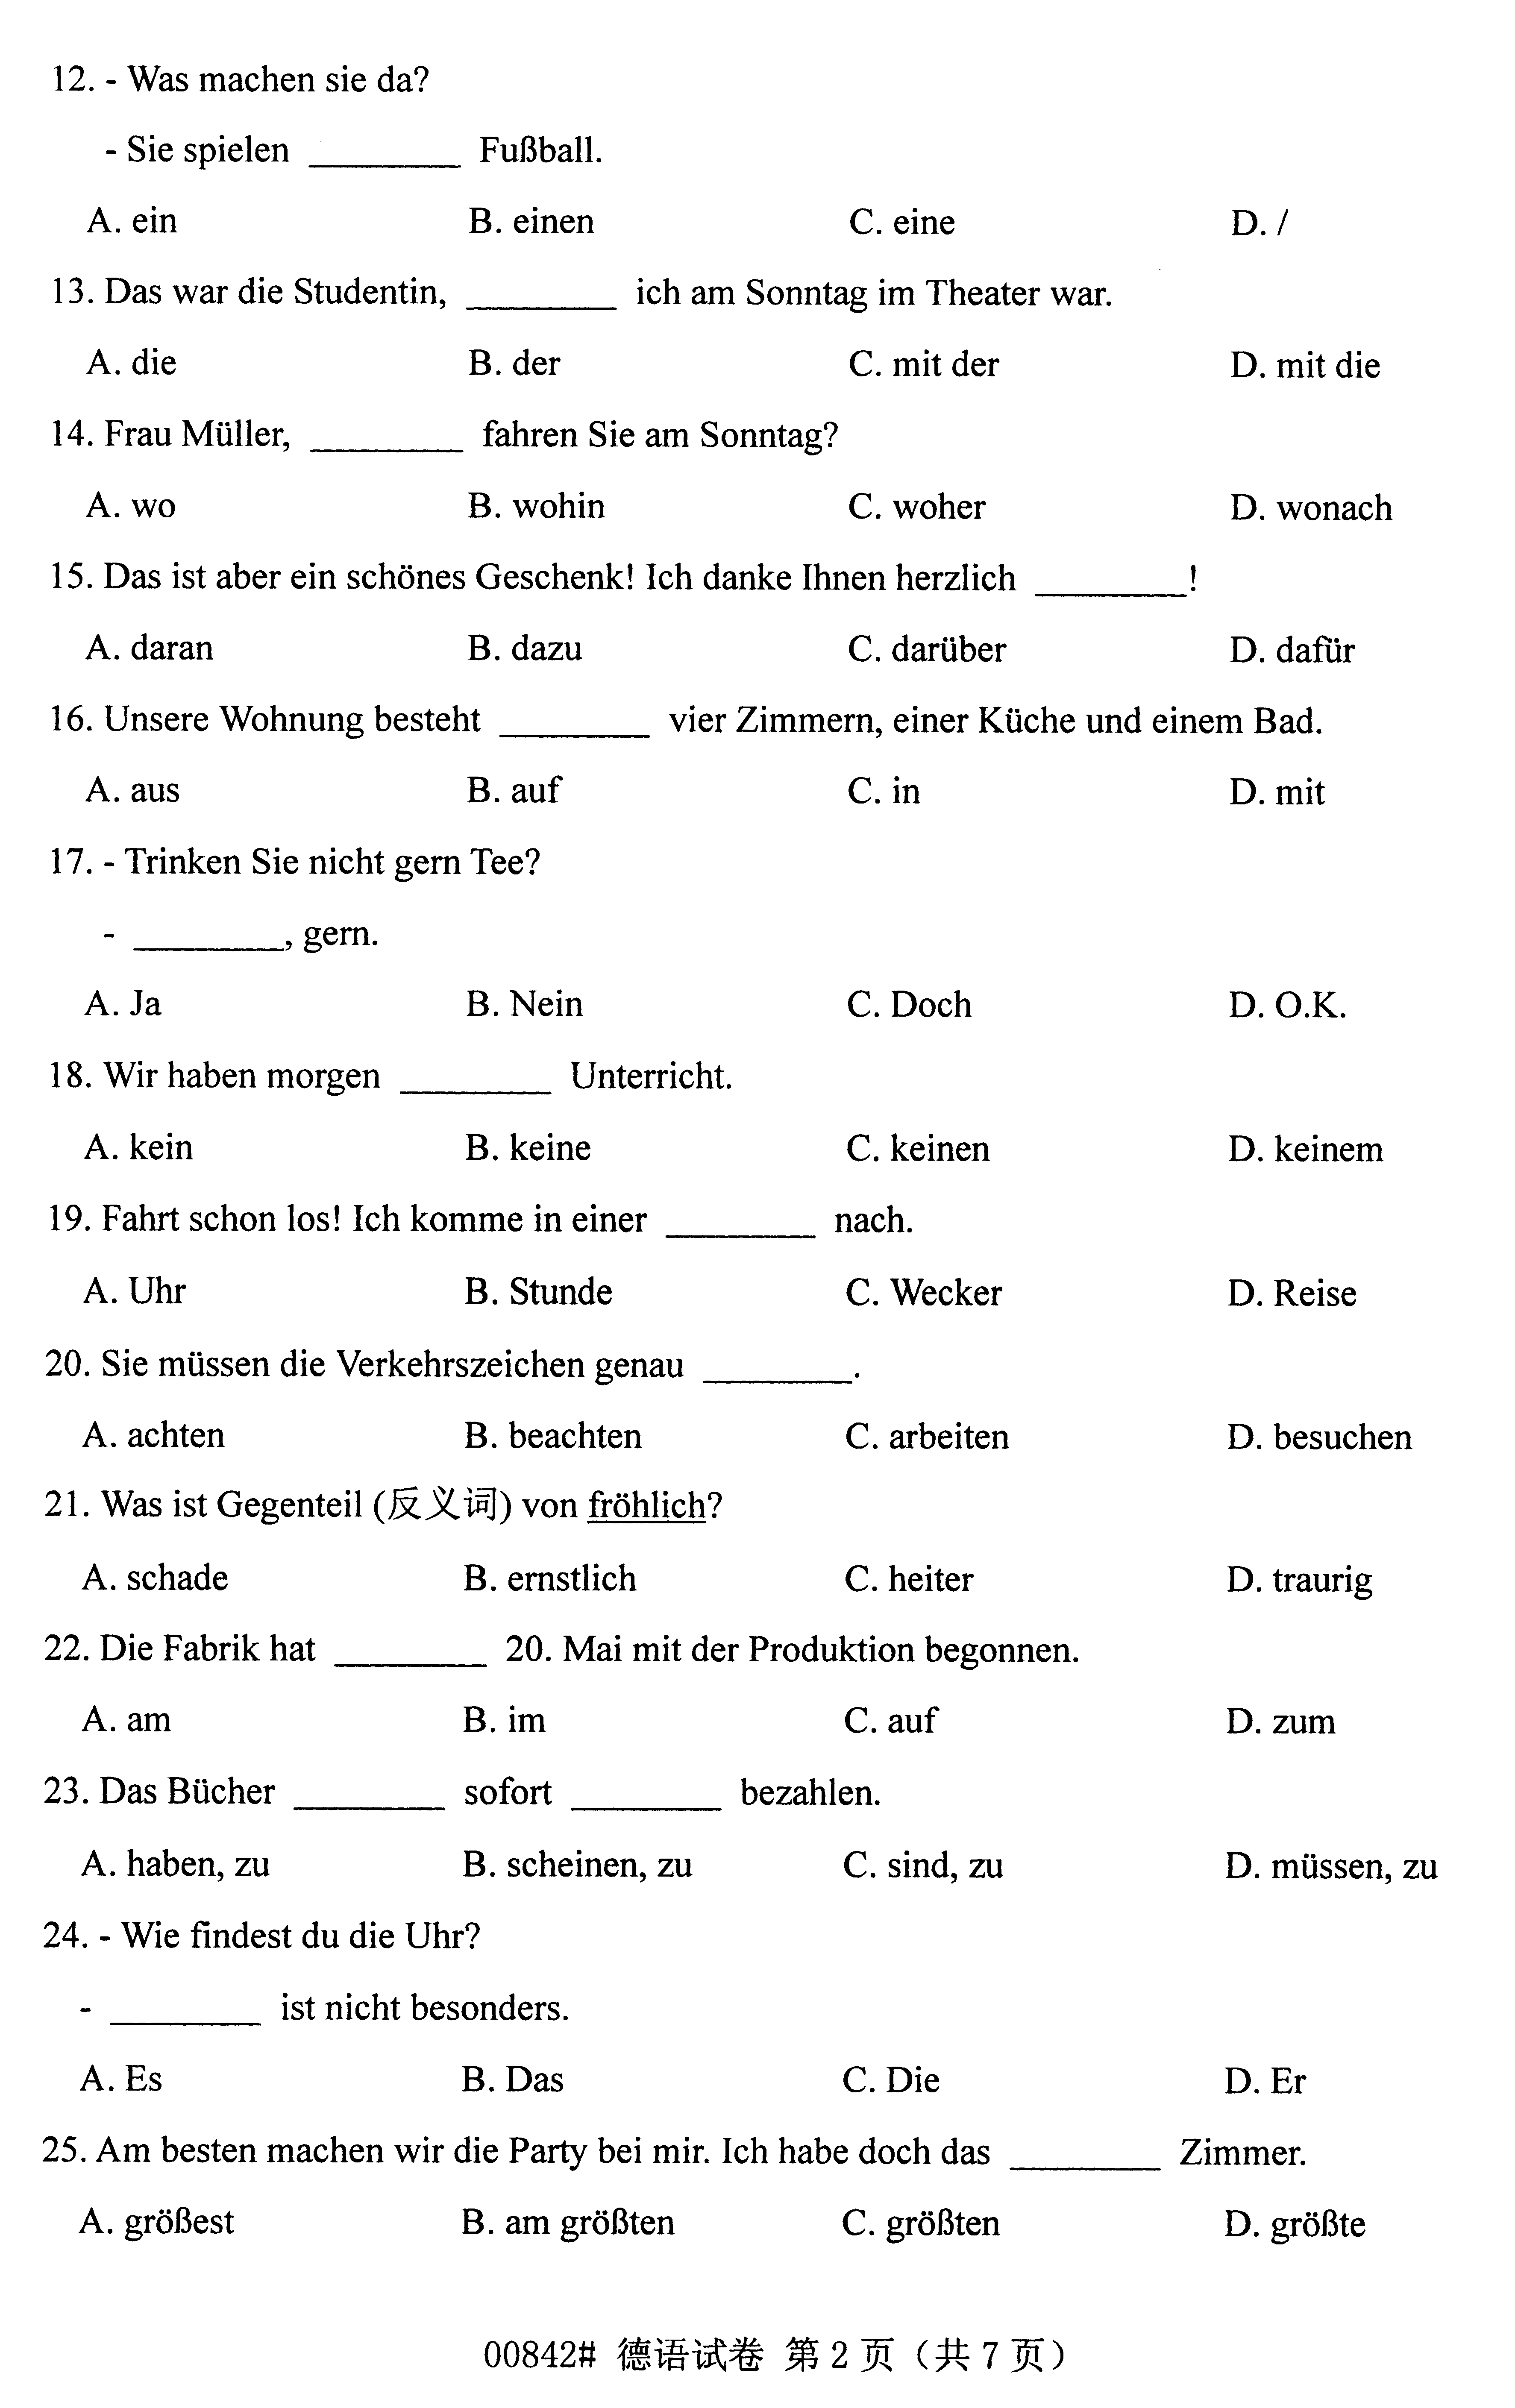 12. - Was machen sie da?
- Sie spielen ________ Fußball.
A. ein B. einen C. eine D. /
13. Das war die Studentin, ________ ich am Sonntag im Theater war.
A. die B. der C. mit der D. mit die
14. Frau Müller, ________ fahren Sie am Sonntag?
A. wo B. wohin C. woher D. wonach
15. Das ist aber ein schönes Geschenk! Ich danke Ihnen herzlich ________!
A. daran B. dazu C. darüber D. dafür
16. Unsere Wohnung besteht ________ vier Zimmern, einer Küche und einem Bad.
A. aus B. auf C. in D. mit
17. - Trinken Sie nicht gern Tee?
- ________, gern.
A. Ja B. Nein C. Doch D. O.K.
18. Wir haben morgen ________ Unterricht.
A. kein B. keine C. keinen D. keinem
19. Fahrt schon los! Ich komme in einer ________ nach.
A. Uhr B. Stunde C. Wecker D. Reise
20. Sie müssen die Verkehrszeichen genau ________.
A. achten B. beachten C. arbeiten D. besuchen
21. Was ist Gegenteil (反义词) von fröhlich?
A. schade B. ernstlich C. heiter D. traurig
22. Die Fabrik hat ________ 20. Mai mit der Produktion begonnen.
A. am B. im C. auf D. zum
23. Das Bücher ________ sofort ________ bezahlen.
A. haben, zu B. scheinen, zu C. sind, zu D. müssen, zu
24. - Wie findest du die Uhr?
- ________ ist nicht besonders.
A. Es B. Das C. Die D. Er
25. Am besten machen wir die Party bei mir. Ich habe doch das ________ Zimmer.
A. größest B. am größten C. größten D. größte
00842# 德语试卷 第 2 页（共 7 页）